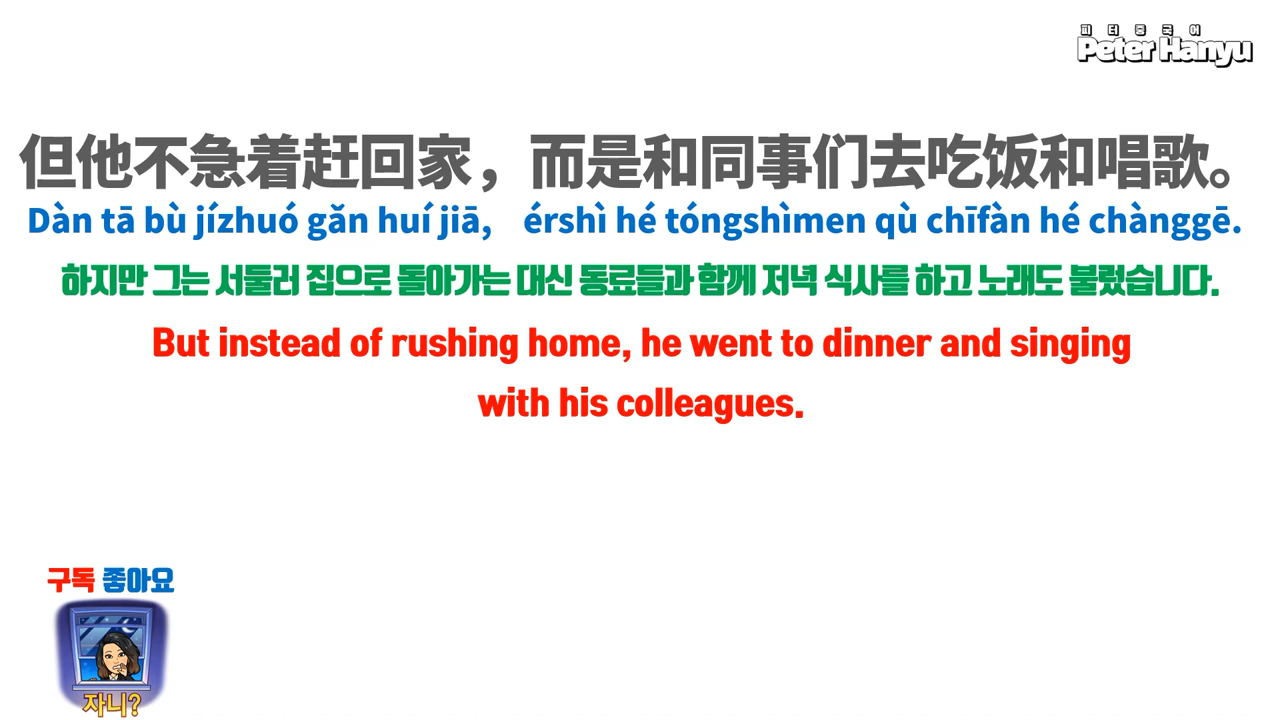 피터중국어
Peter Hanyu
但他不急着赶回家，而是和同事们去吃饭和唱歌。
Dàn tā bù jízhuó gǎn huí jiā, érshì hé tóngshìmen qù chīfàn hé chànggē.
하지만 그는 서둘러 집으로 돌아가는 대신 동료들과 함께 저녁 식사를 하고 노래도 불렀습니다.
But instead of rushing home, he went to dinner and singing
with his colleagues.
구독 좋아요
자니?